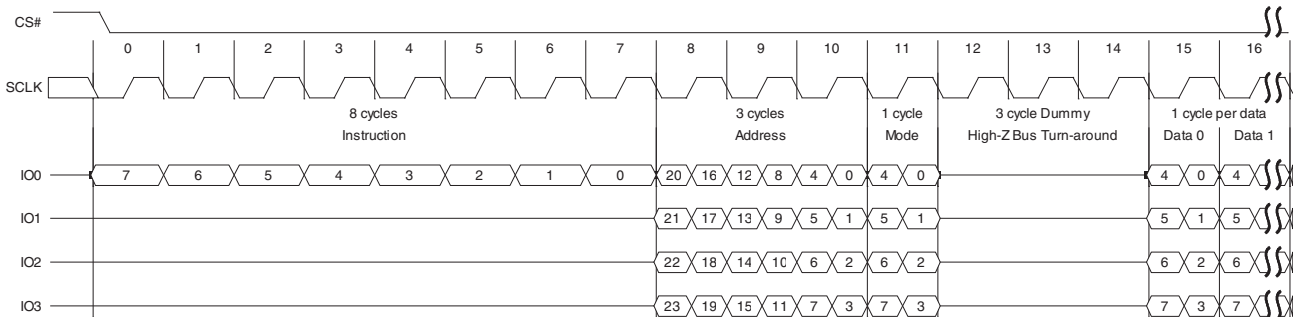 CS#
0 1 2 3 4 5 6 7 8 9 10 11 12 13 14 15 16
SCLK
8 cycles 3 cycles 1 cycle 3 cycle Dummy 1 cycle per data
Instruction Address Mode High-Z Bus Turn-around Data 0 Data 1
IO0 7 6 5 4 3 2 1 0 20 16 12 8 4 0 4 0 4 0 4
IO1 21 17 13 9 5 1 5 1 5 1 5
IO2 22 18 14 10 6 2 6 2 6 2 6
IO3 23 19 15 11 7 3 7 3 7 3 7